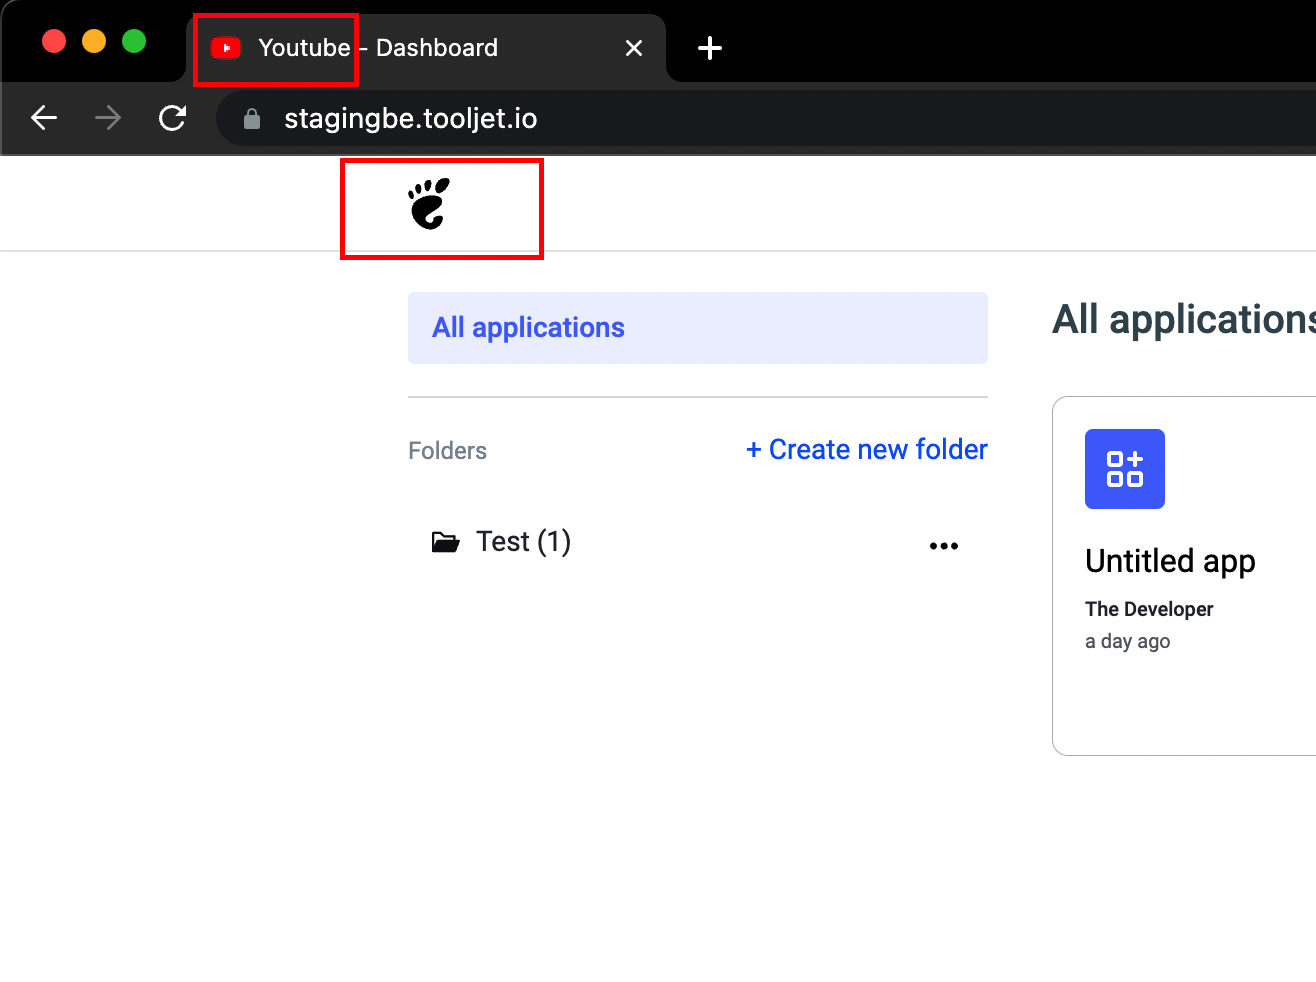 Youtube - Dashboard
stagingbe.tooljet.io
All applications
Folders
+ Create new folder
Test (1)
All applications
Untitled app
The Developer
a day ago